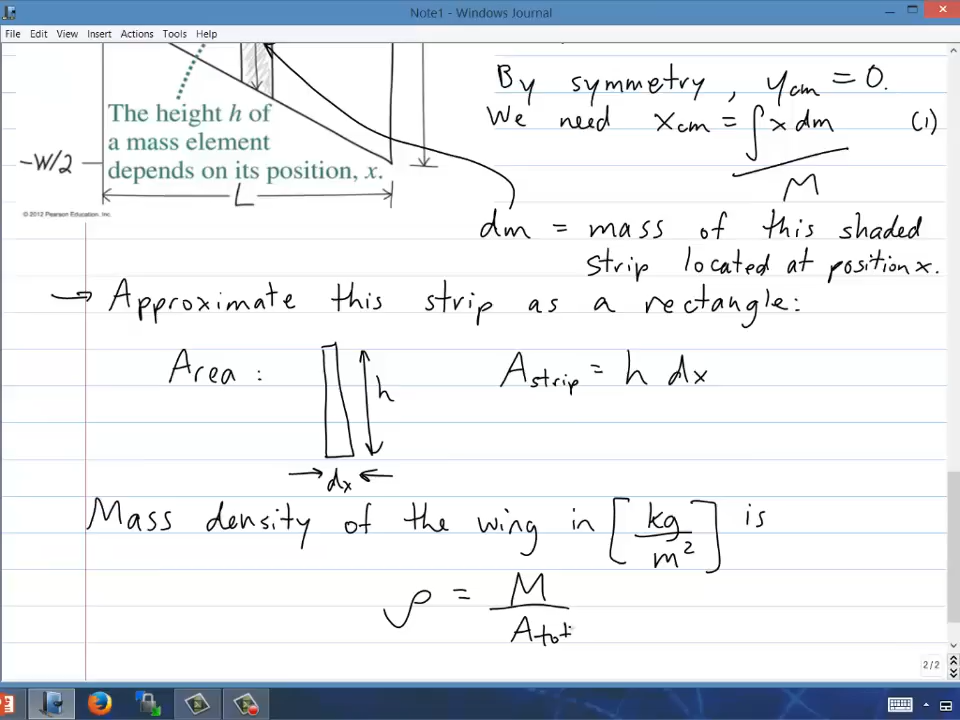 Note1 - Windows Journal
File Edit View Insert Actions Tools Help
By symmetry, ycm = 0.
We need xcm = ∫ x dm / M (1)
The height h of
a mass element
depends on its position, x.
-W/2
L
© 2012 Pearson Education, Inc.
dm = mass of this shaded
strip located at position x.
→ Approximate this strip as a rectangle:
Area : h Astrip = h dx
dx
Mass density of the wing in [kg/m²] is
ρ = M / Atot
2/2